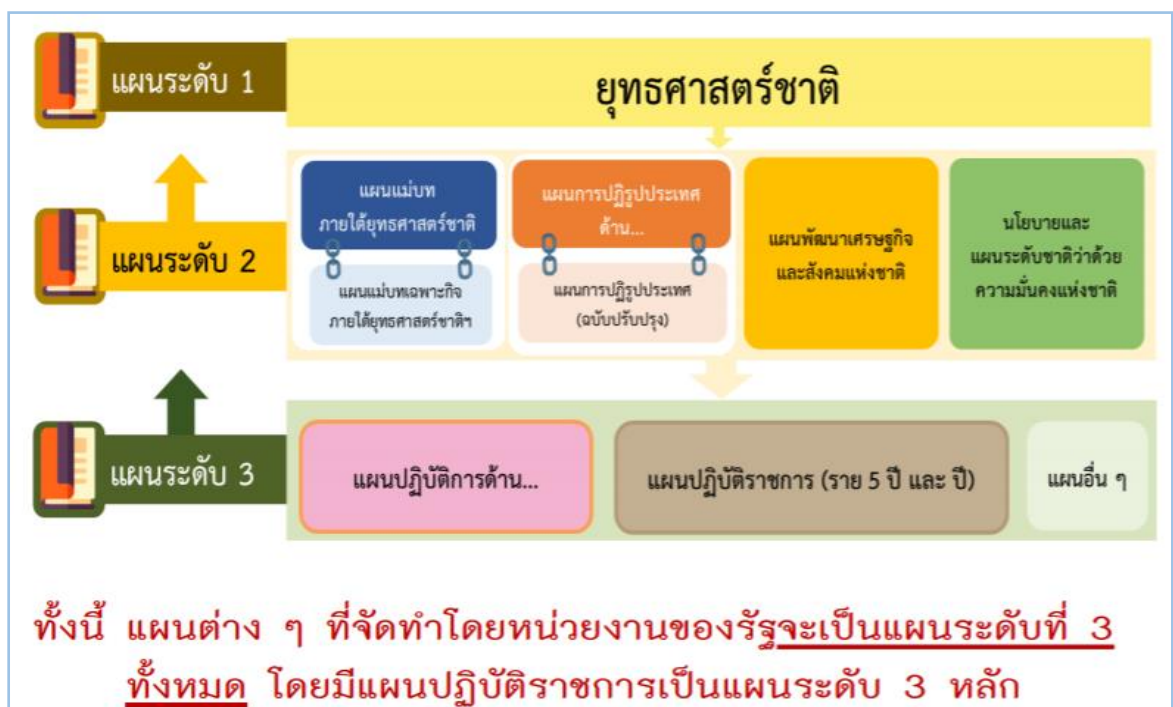 แผนระดับ 1
ยุทธศาสตร์ชาติ
แผนระดับ 2
แผนแม่บท
ภายใต้ยุทธศาสตร์ชาติ
แผนแม่บทเฉพาะกิจ
ภายใต้ยุทธศาสตร์ชาติฯ
แผนการปฏิรูปประเทศ
ด้าน...
แผนการปฏิรูปประเทศ
(ฉบับปรับปรุง)
แผนพัฒนาเศรษฐกิจ
และสังคมแห่งชาติ
นโยบายและ
แผนระดับชาติว่าด้วย
ความมั่นคงแห่งชาติ
แผนระดับ 3
แผนปฏิบัติการด้าน...
แผนปฏิบัติราชการ (ราย 5 ปี และ ปี)
แผนอื่น ๆ
ทั้งนี้ แผนต่าง ๆ ที่จัดทำโดยหน่วยงานของรัฐจะเป็นแผนระดับที่ 3
ทั้งหมด โดยมีแผนปฏิบัติราชการเป็นแผนระดับ 3 หลัก